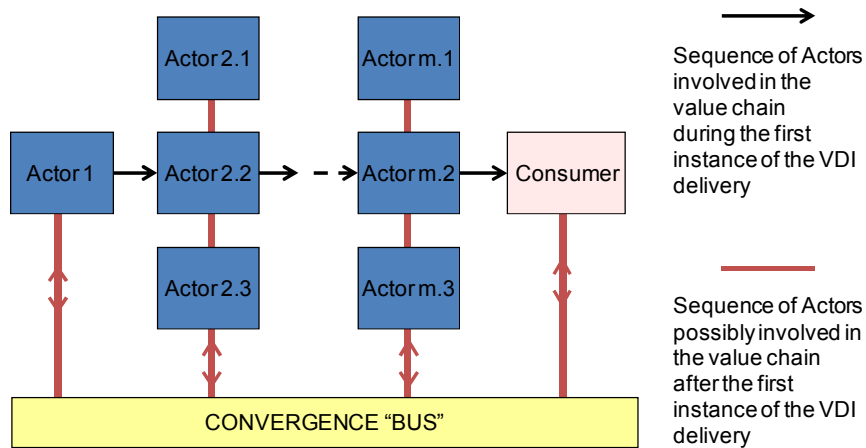 Actor 2.1
Actor m.1
Actor 1
Actor 2.2
Actor m.2
Consumer
Actor 2.3
Actor m.3
CONVERGENCE “BUS”
Sequence of Actors
involved in the
value chain
during the first
instance of the VDI
delivery
Sequence of Actors
possibly involved in
the value chain
after the first
instance of the VDI
delivery